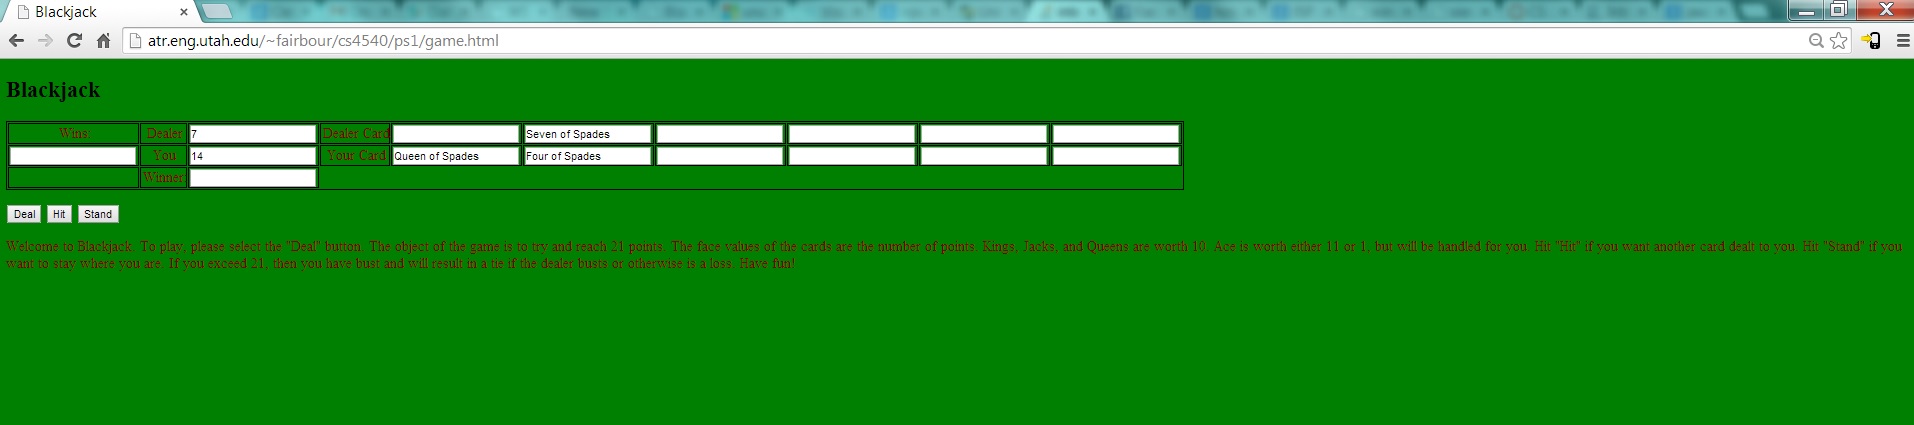 Blackjack
atr.eng.utah.edu/~fairbour/cs4540/ps1/game.html
Blackjack
Wins: Dealer 7 Dealer Card Seven of Spades
You 14 Your Card Queen of Spades Four of Spades
Winner:
Deal Hit Stand
Welcome to Blackjack. To play, please select the "Deal" button. The object of the game is to try and reach 21 points. The face values of the cards are the number of points. Kings, Jacks, and Queens are worth 10. Ace is worth either 11 or 1, but will be handled for you. Hit "Hit" if you want another card dealt to you. Hit "Stand" if you
want to stay where you are. If you exceed 21, then you have bust and will result in a tie if the dealer busts or otherwise is a loss. Have fun!